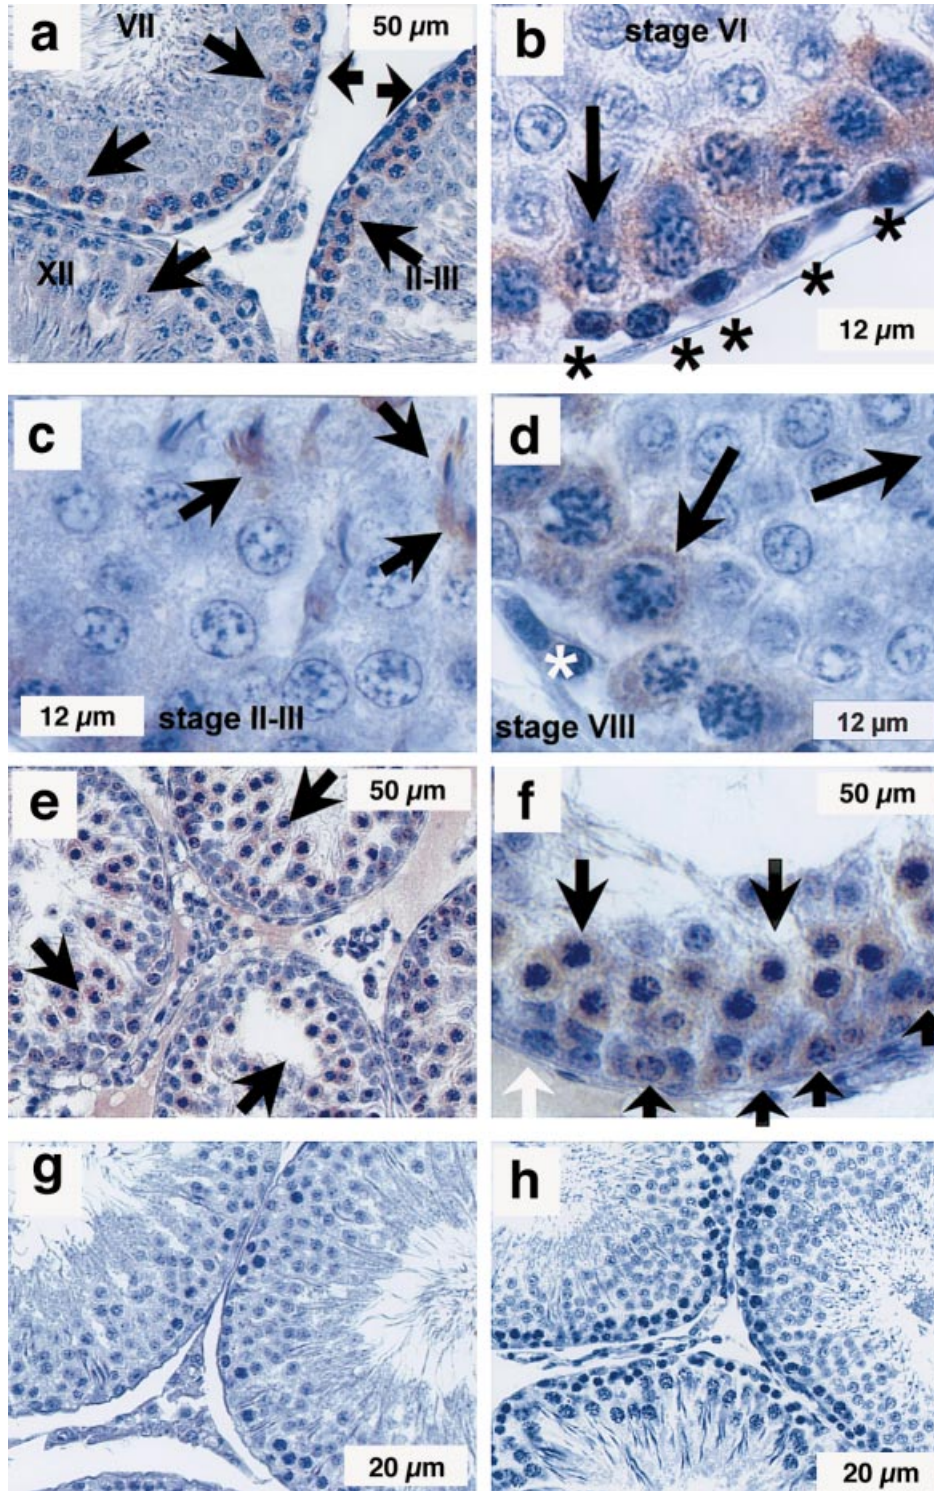 a
VII
50 µm
XII
II-III
b
stage VI
* * * * *
12 µm
c
12 µm
stage II-III
d
*
stage VIII
12 µm
e
50 µm
f
50 µm
g
20 µm
h
20 µm